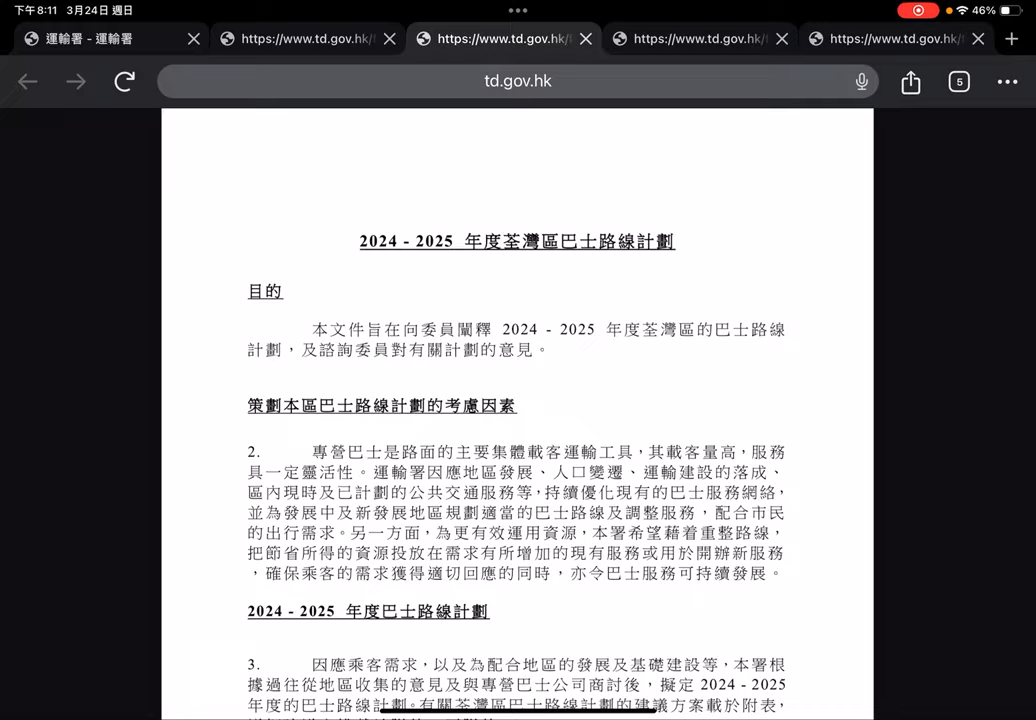 下午8:11 3月24日 週日
46%
運輸署 - 運輸署
https://www.td.gov.hk/
https://www.td.gov.hk/
https://www.td.gov.hk/
https://www.td.gov.hk/
td.gov.hk
5
2024 - 2025 年度荃灣區巴士路線計劃
目的
本文件旨在向委員闡釋 2024 - 2025 年度荃灣區的巴士路線
計劃，及諮詢委員對有關計劃的意見。
策劃本區巴士路線計劃的考慮因素
2. 專營巴士是路面的主要集體載客運輸工具，其載客量高，服務
具一定靈活性。運輸署因應地區發展、人口變遷、運輸建設的落成、
區內現時及已計劃的公共交通服務等，持續優化現有的巴士服務網絡，
並為發展中及新發展地區規劃適當的巴士路線及調整服務，配合市民
的出行需求。另一方面，為更有效運用資源，本署希望藉着重整路線，
把節省所得的資源投放在需求有所增加的現有服務或用於開辦新服務
，確保乘客的需求獲得適切回應的同時，亦令巴士服務可持續發展。
2024 - 2025 年度巴士路線計劃
3. 因應乘客需求，以及為配合地區的發展及基礎建設等，本署根
據過往從地區收集的意見及與專營巴士公司商討後，擬定 2024 - 2025
年度的巴士路線計劃。有關荃灣區巴士路線計劃的建議方案載於附表，